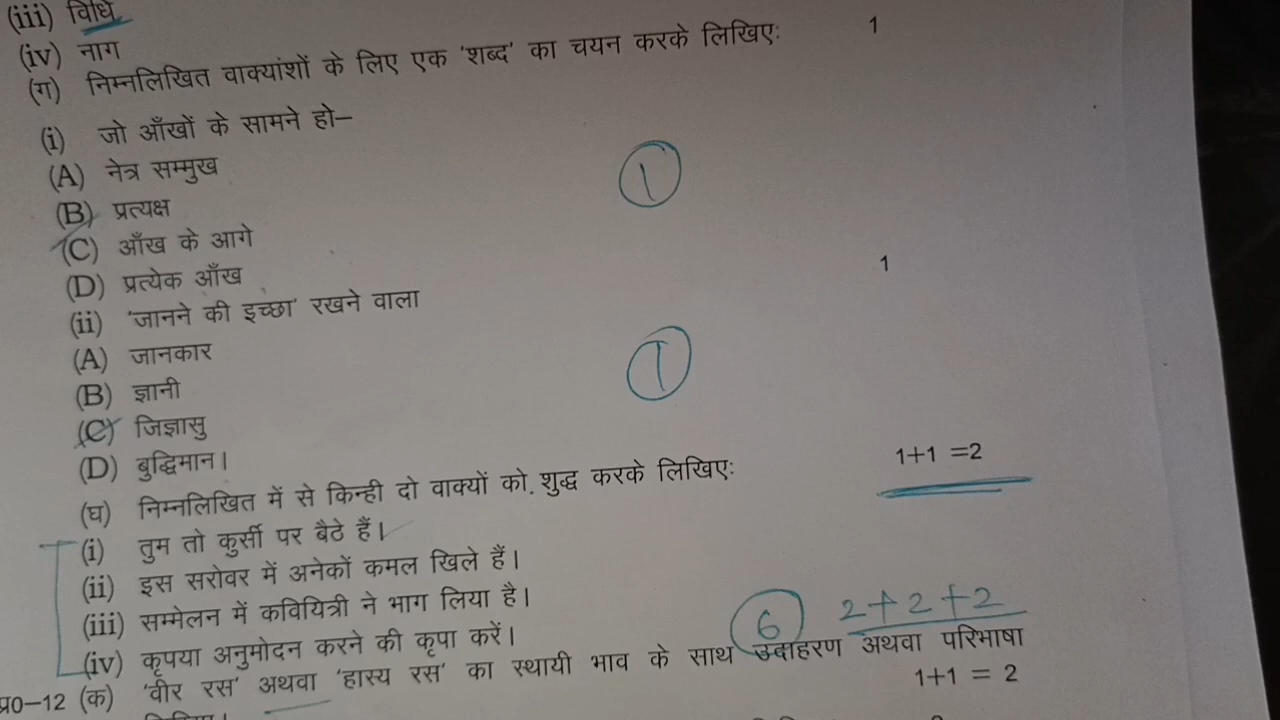 (iii) विधि
(iv) नाग
(ग) निम्नलिखित वाक्यांशों के लिए एक 'शब्द' का चयन करके लिखिएः 1
(i) जो आँखों के सामने हो–
(A) नेत्र सम्मुख
(B) प्रत्यक्ष
(C) आँख के आगे
(D) प्रत्येक आँख
1
(ii) 'जानने की इच्छा' रखने वाला 1
(A) जानकार
(B) ज्ञानी
(C) जिज्ञासु
(D) बुद्धिमान।
1
(घ) निम्नलिखित में से किन्ही दो वाक्यों को शुद्ध करके लिखिएः 1+1 =2
(i) तुम तो कुर्सी पर बैठे हैं।
(ii) इस सरोवर में अनेकों कमल खिले हैं।
(iii) सम्मेलन में कवियित्री ने भाग लिया है।
(iv) कृपया अनुमोदन करने की कृपा करें।
6 2+2+2
प्र0–12 (क) 'वीर रस' अथवा 'हास्य रस' का स्थायी भाव के साथ उदाहरण अथवा परिभाषा
1+1 = 2